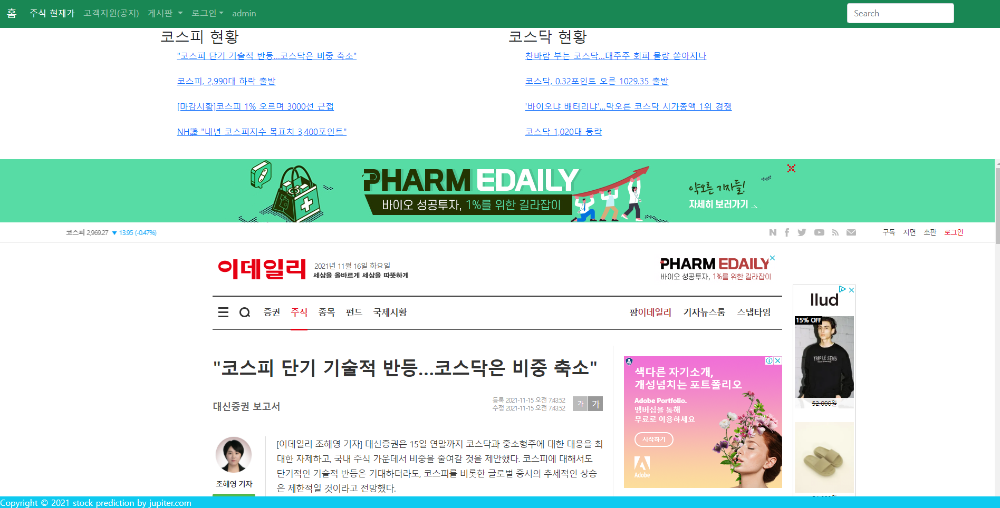 홈 주식 현재가 고객지원(공지) 게시판 로그인 admin Search
코스피 현황
"코스피 단기 기술적 반등...코스닥은 비중 축소"
코스피, 2,990대 하락 출발
[마감시황]코스피 1% 오르며 3000선 근접
NH證 "내년 코스피지수 목표치 3,400포인트"
코스닥 현황
찬바람 부는 코스닥...대주주 회피 물량 쏟아지나
코스닥, 0.32포인트 오른 1029.35 출발
'바이오냐 배터리냐'...막오른 코스닥 시가총액 1위 경쟁
코스닥 1,020대 등락
PHARM EDAILY
바이오 성공투자, 1%를 위한 길라잡이
약오른 기자들!
자세히 보러가기
코스피 2,969.27 ▼ 13.95 (-0.47%)
구독 지면 초판 로그인
이데일리
2021년 11월 16일 화요일
세상을 올바르게 세상을 따뜻하게
PHARM EDAILY
바이오 성공투자, 1%를 위한 길라잡이
증권 주식 종목 펀드 국제시황 팜이데일리 기자뉴스룸 스냅타임
"코스피 단기 기술적 반등...코스닥은 비중 축소"
대신증권 보고서
등록 2021-11-15 오전 7:43:52
수정 2021-11-15 오전 7:43:52
가 가
조해영 기자
[이데일리 조해영 기자] 대신증권은 15일 연말까지 코스닥과 중소형주에 대한 대응을 최
대한 자제하고, 국내 주식 가운데서 비중을 줄여갈 것을 제안했다. 코스피에 대해서도
단기적인 기술적 반등은 기대하더라도, 코스피를 비롯한 글로벌 증시의 추세적인 상승
은 제한적일 것이라고 전망했다.
색다른 자기소개,
개성넘치는 포트폴리오
Adobe Portfolio.
멤버십을 통해
무료로 이용하세요
시작하기
Adobe
llud
15% OFF
TRIPLE SENS
52,000원
Copyright © 2021 stock prediction by jupiter.com